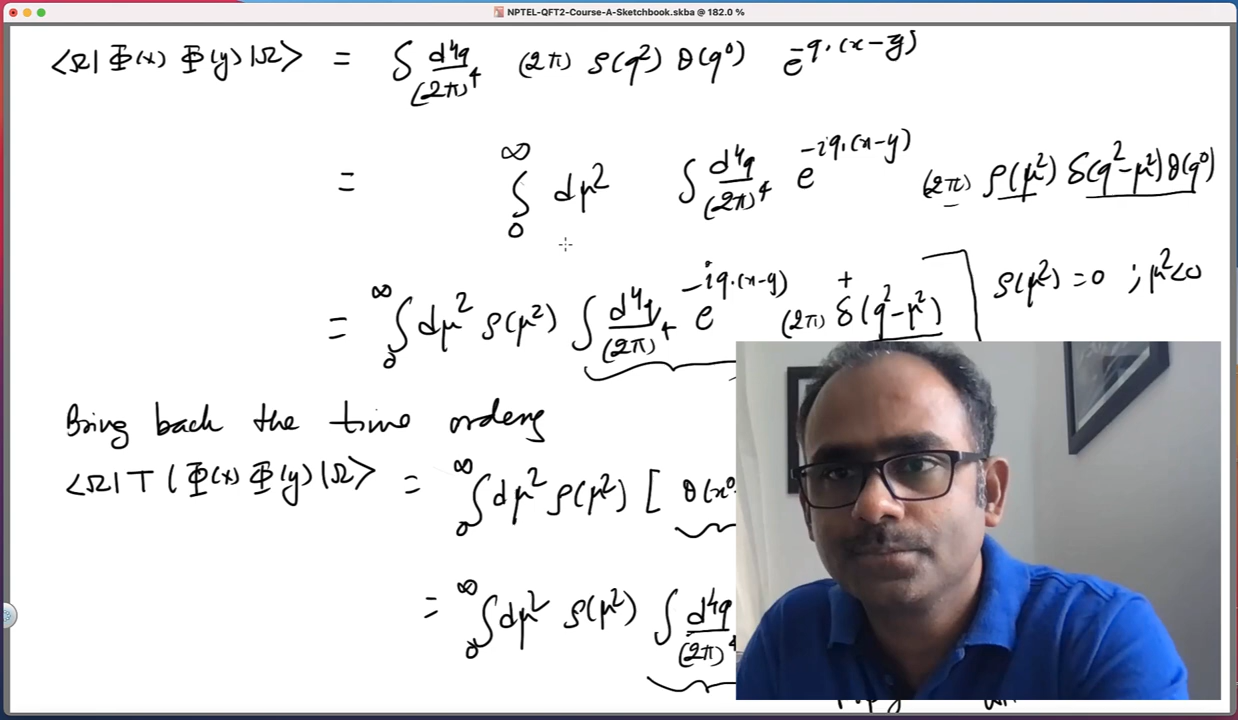 NPTEL-QFT2-Course-A-Sketchbook.skba @ 182.0 %
<Ω| Φ(x) Φ(y) |Ω> = ∫ d⁴q/(2π)⁴ (2π) ρ(q²) θ(q⁰) e^{-q·(x-y)}
= ∫₀^∞ dμ² ∫ d⁴q/(2π)⁴ e^{-iq·(x-y)} (2π) ρ(μ²) δ(q²-μ²) θ(q⁰)
= ∫₀^∞ dμ² ρ(μ²) ∫ d⁴q/(2π)⁴ e^{-iq·(x-y)} (2π) δ⁺(q²-μ²) ρ(μ²) = 0 ; μ²<0
Bring back the time ordeng
<Ω| T ( Φ(x) Φ(y) |Ω> = ∫₀^∞ dμ² ρ(μ²) [ θ(x⁰-
= ∫₀^∞ dμ² ρ(μ²) ∫ d⁴q/(2π)⁴